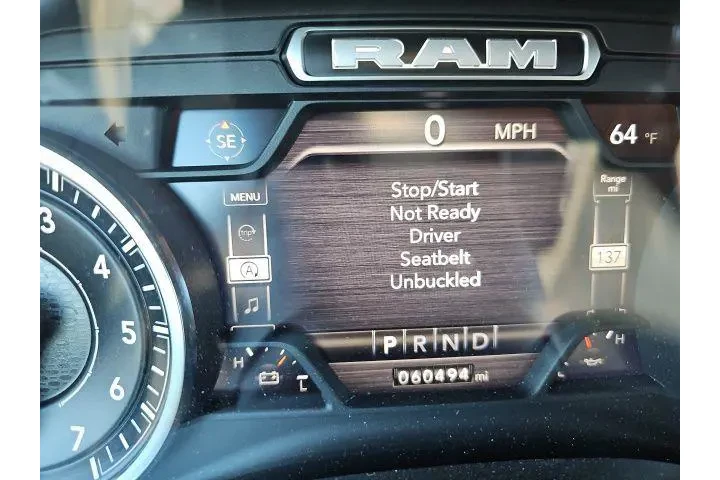 RAM
0 MPH
SE
64 °F
MENU
Range
mi
trip
A
137
Stop/Start
Not Ready
Driver
Seatbelt
Unbuckled
P R N D
H
L
H
L
060494 mi
3
4
5
6
7